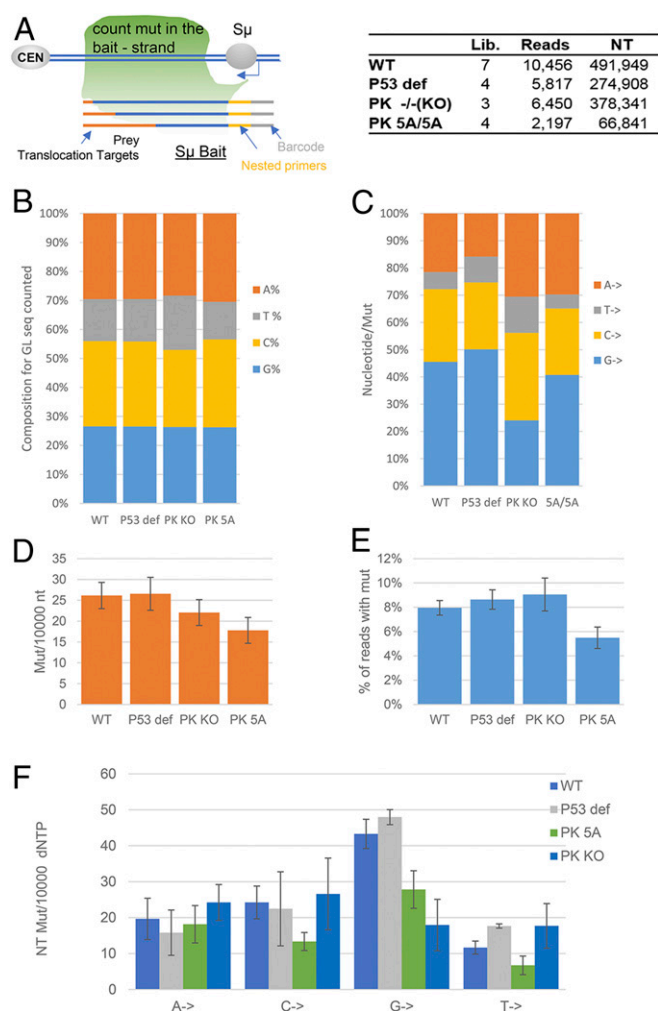 A
count mut in the
bait - strand
Sµ
CEN
Prey
Translocation Targets
Sµ Bait
Barcode
Nested primers
Lib. Reads NT
WT 7 10,456 491,949
P53 def 4 5,817 274,908
PK -/-(KO) 3 6,450 378,341
PK 5A/5A 4 2,197 66,841
B
Composition for GL seq counted
100%
90%
80%
70%
60%
50%
40%
30%
20%
10%
0%
WT P53 def PK KO PK 5A
A%
T %
C%
G%
C
Nucleotide/Mut
100%
90%
80%
70%
60%
50%
40%
30%
20%
10%
0%
WT P53 def PK KO 5A/5A
A->
T->
C->
G->
D
Mut/10000 nt
35
30
25
20
15
10
5
0
WT P53 def PK KO PK 5A
E
% of reads with mut
12%
10%
8%
6%
4%
2%
0%
WT P53 def PK KO PK 5A
F
NT Mut/10000 dNTP
60
50
40
30
20
10
0
A-> C-> G-> T->
WT
P53 def
PK 5A
PK KO